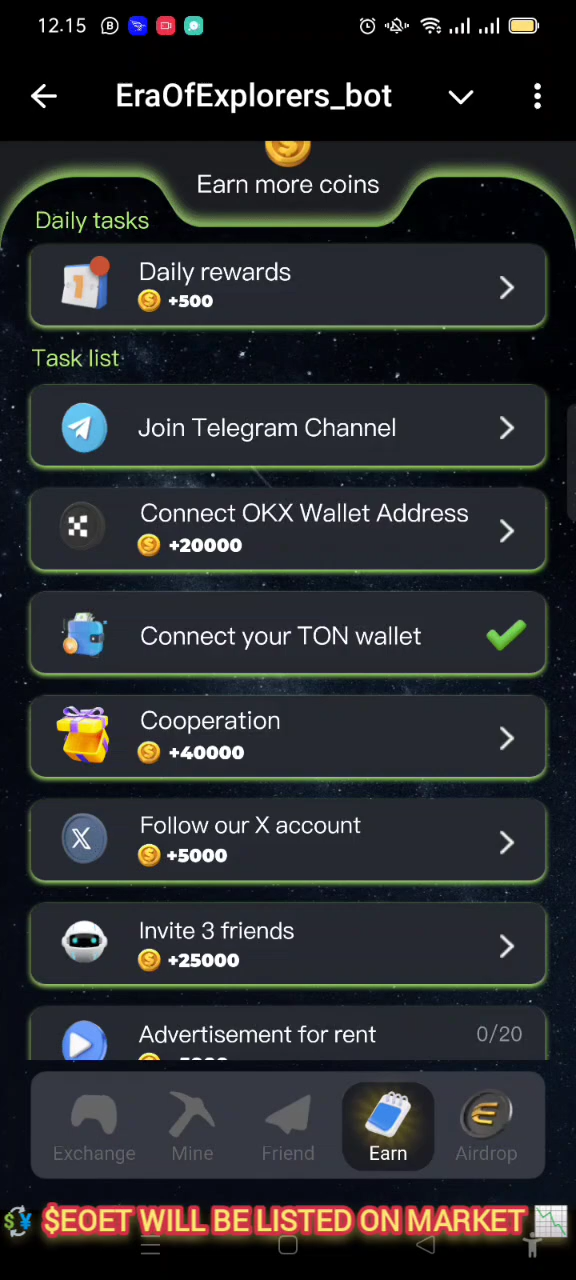 12.15
EraOfExplorers_bot
Earn more coins
Daily tasks
Daily rewards
+500
Task list
Join Telegram Channel
Connect OKX Wallet Address
+20000
Connect your TON wallet
Cooperation
+40000
Follow our X account
+5000
Invite 3 friends
+25000
Advertisement for rent
0/20
Exchange
Mine
Friend
Earn
Airdrop
$EOET WILL BE LISTED ON MARKET